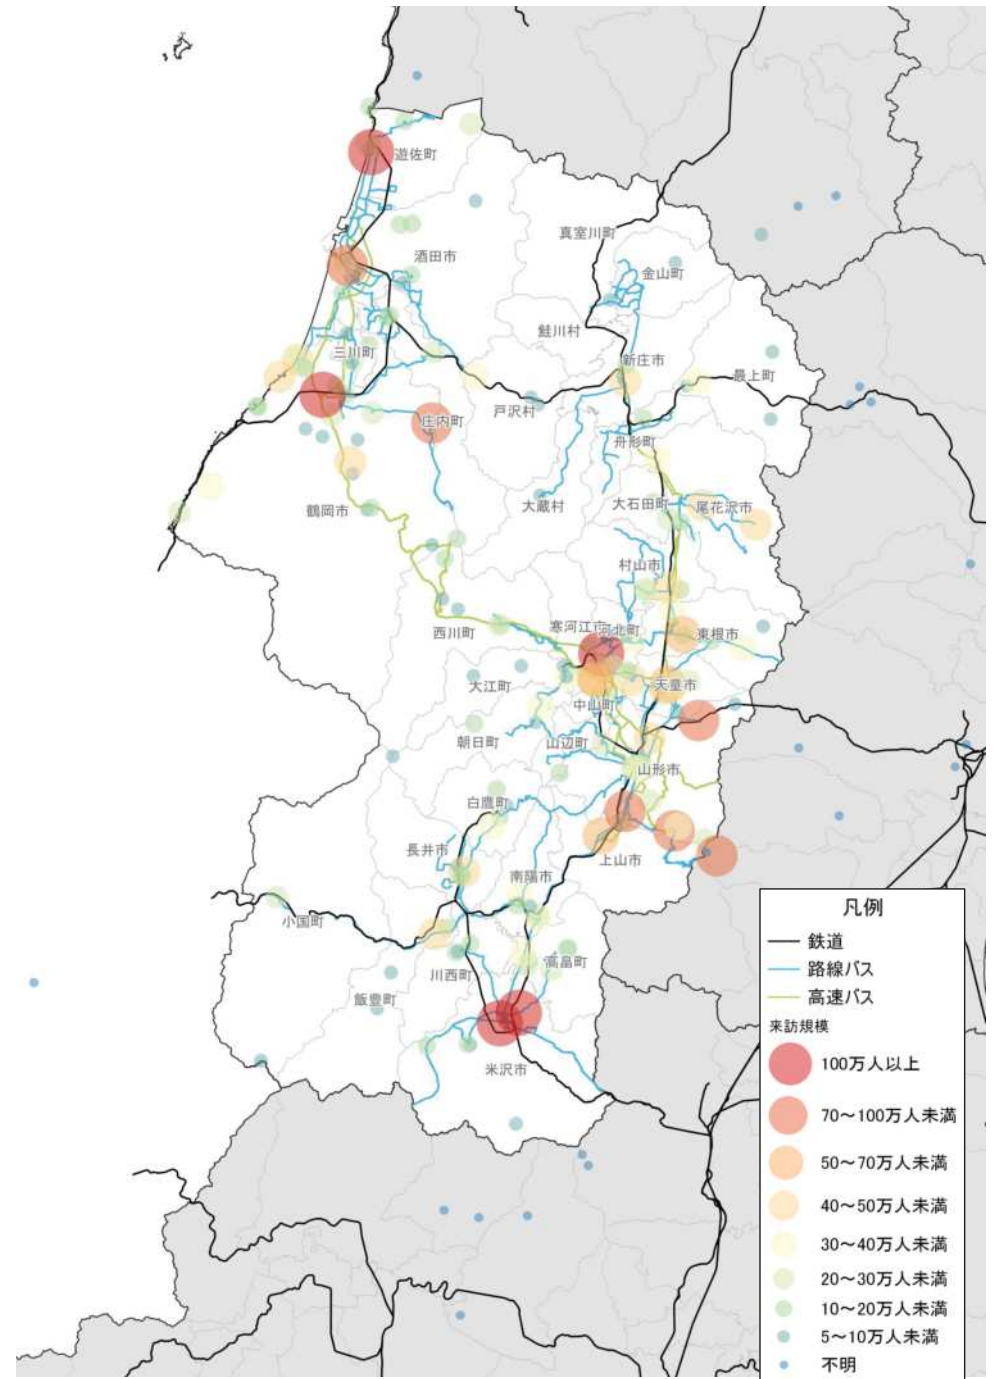 遊佐町
酒田市
真室川町
金山町
鮭川村
三川町
新庄市
最上町
戸沢村
庄内町
舟形町
鶴岡市
大蔵村
大石田町
尾花沢市
村山市
西川町
寒河江市
河北町
東根市
大江町
天童市
中山町
朝日町
山辺町
山形市
白鷹町
長井市
南陽市
上山市
小国町
川西町
高畠町
飯豊町
米沢市
凡例
鉄道
路線バス
高速バス
来訪規模
100万人以上
70～100万人未満
50～70万人未満
40～50万人未満
30～40万人未満
20～30万人未満
10～20万人未満
5～10万人未満
不明